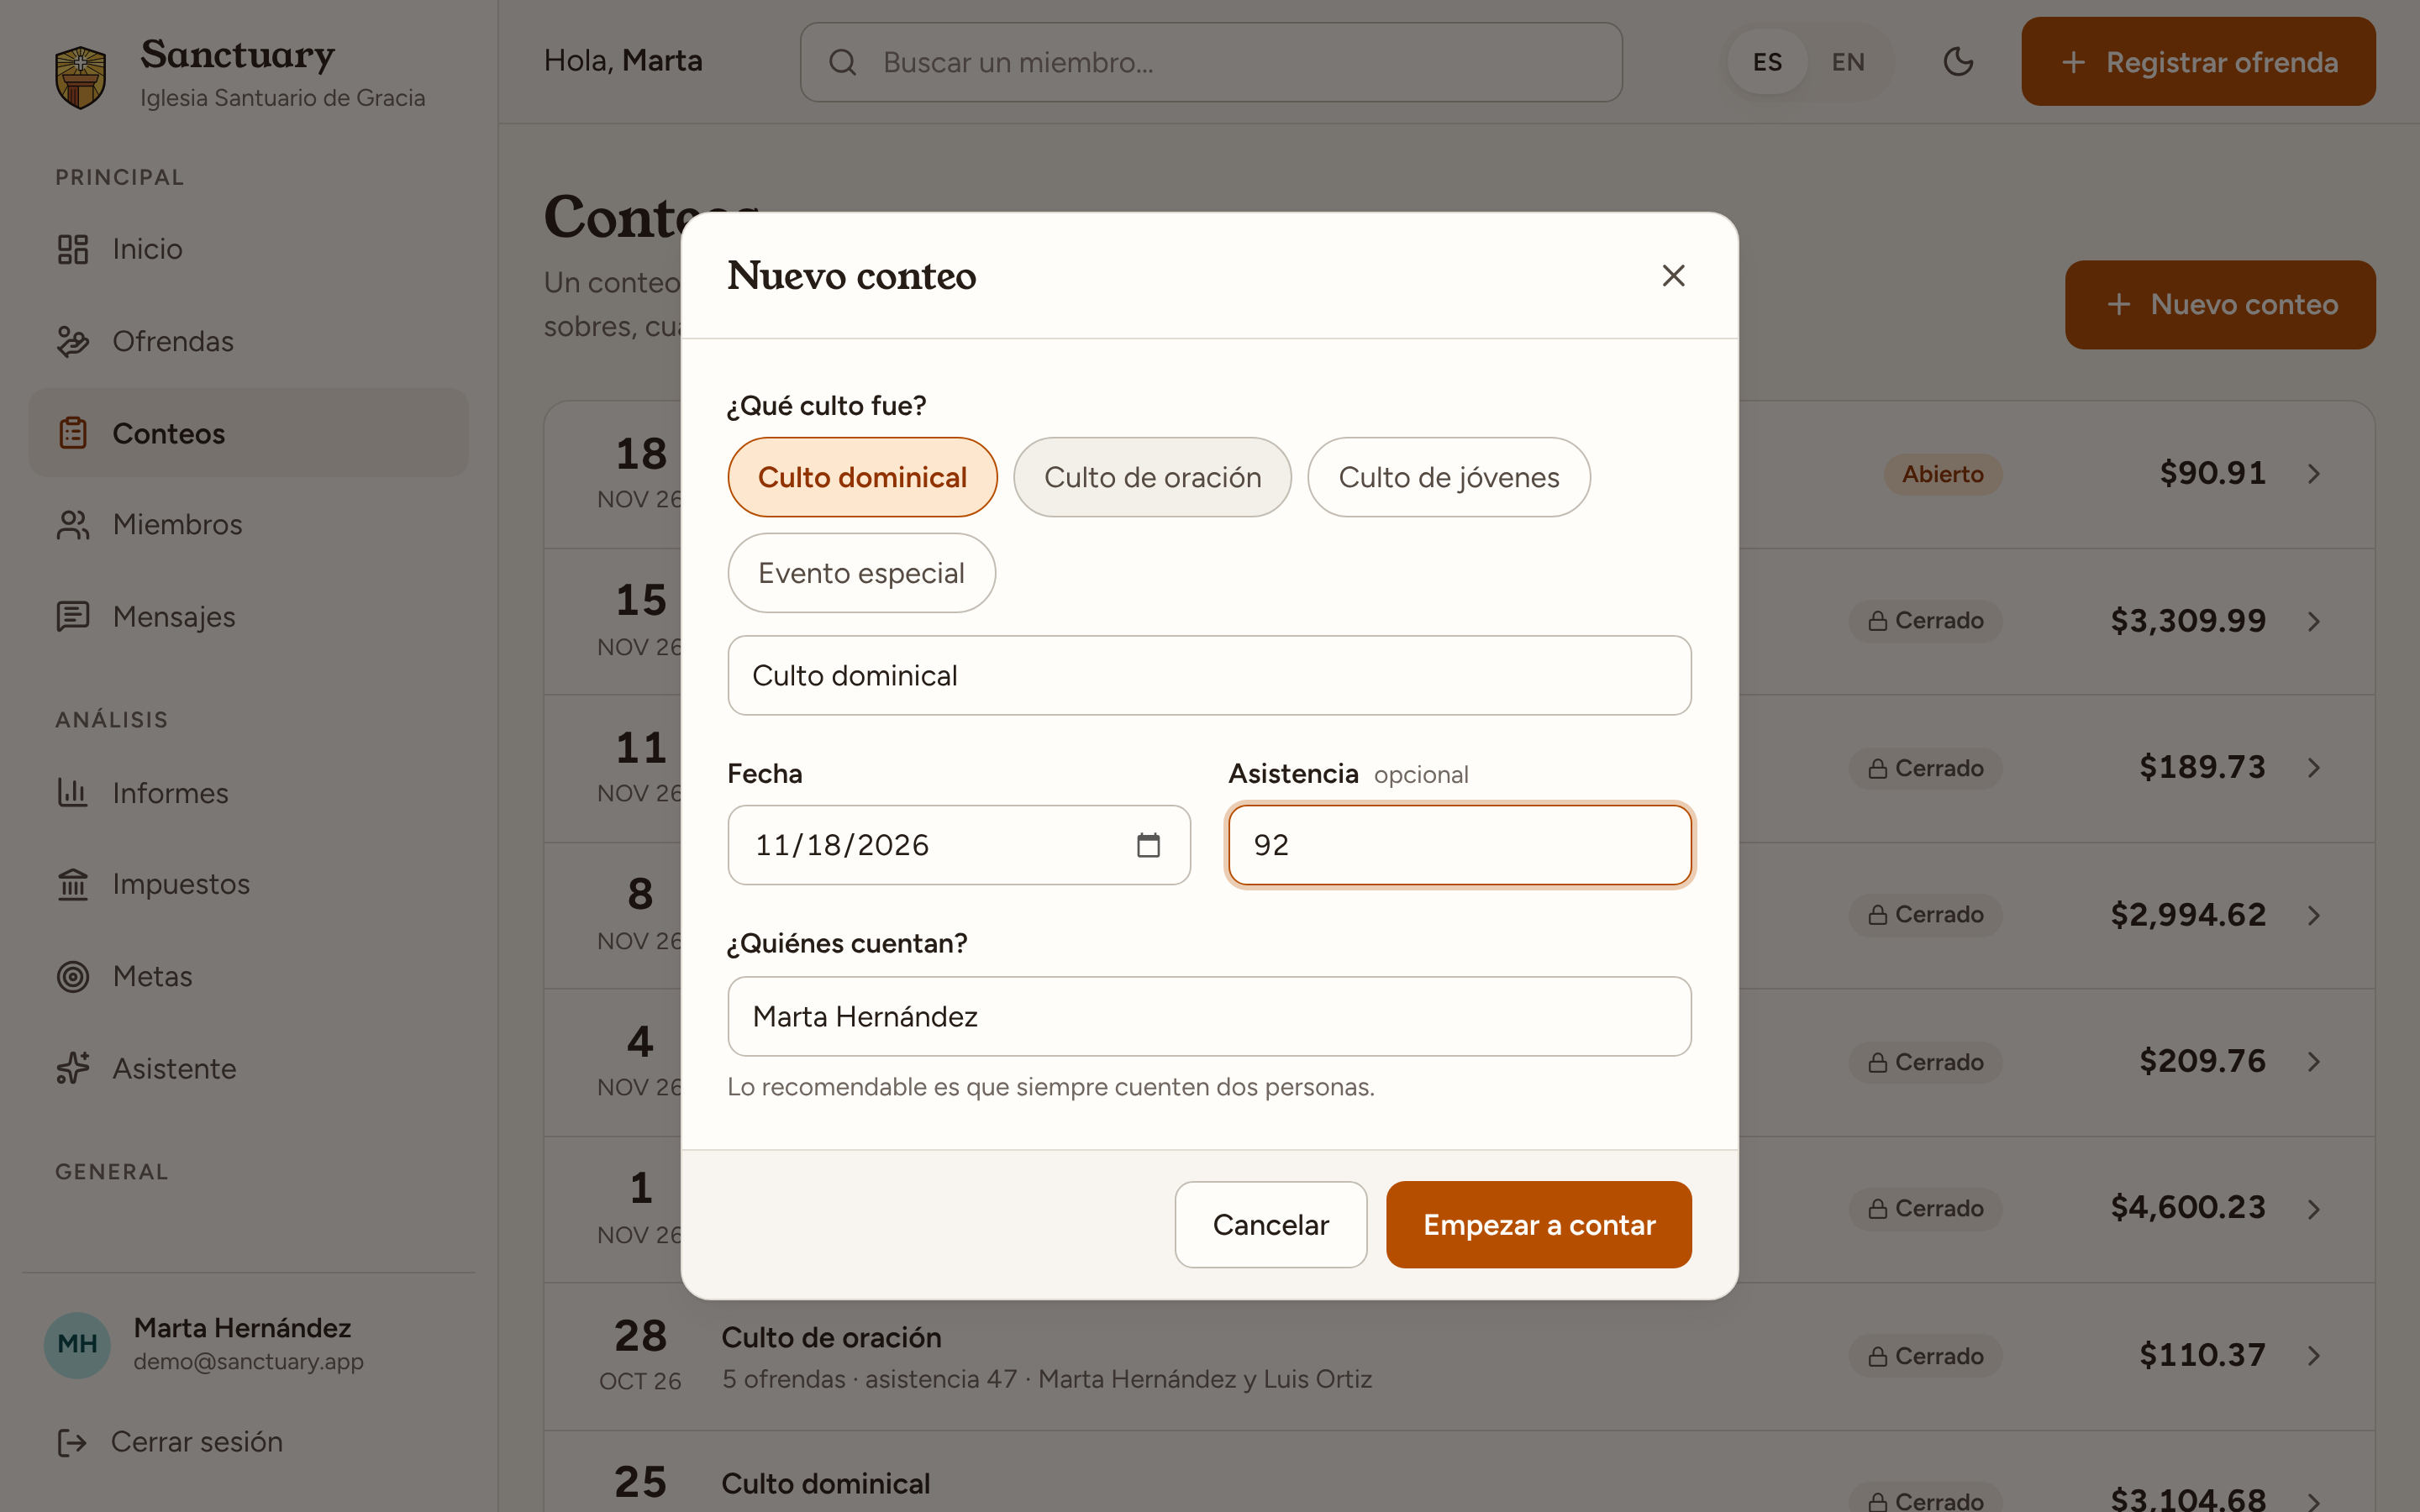 Sanctuary
Iglesia Santuario de Gracia
PRINCIPAL
Inicio
Ofrendas
Conteos
Miembros
Mensajes
ANÁLISIS
Informes
Impuestos
Metas
Asistente
GENERAL
MH
Marta Hernández
demo@sanctuary.app
Cerrar sesión
Hola, Marta
Buscar un miembro...
ES EN
+ Registrar ofrenda
Un conteo
sobres,
+ Nuevo conteo
Nuevo conteo
¿Qué culto fue?
Culto dominical Culto de oración Culto de jóvenes
Evento especial
Culto dominical
Fecha
11/18/2026
Asistencia opcional
92
¿Quiénes cuentan?
Marta Hernández
Lo recomendable es que siempre cuenten dos personas.
Cancelar Empezar a contar
18
NOV 26
Abierto $90.91
15
NOV 26
Cerrado $3,309.99
11
NOV 26
Cerrado $189.73
8
NOV 26
Cerrado $2,994.62
4
NOV 26
Cerrado $209.76
1
NOV 26
Cerrado $4,600.23
28
OCT 26
Culto de oración
5 ofrendas · asistencia 47 · Marta Hernández y Luis Ortiz
Cerrado $110.37
25
Culto dominical
Cerrado $3,104.68